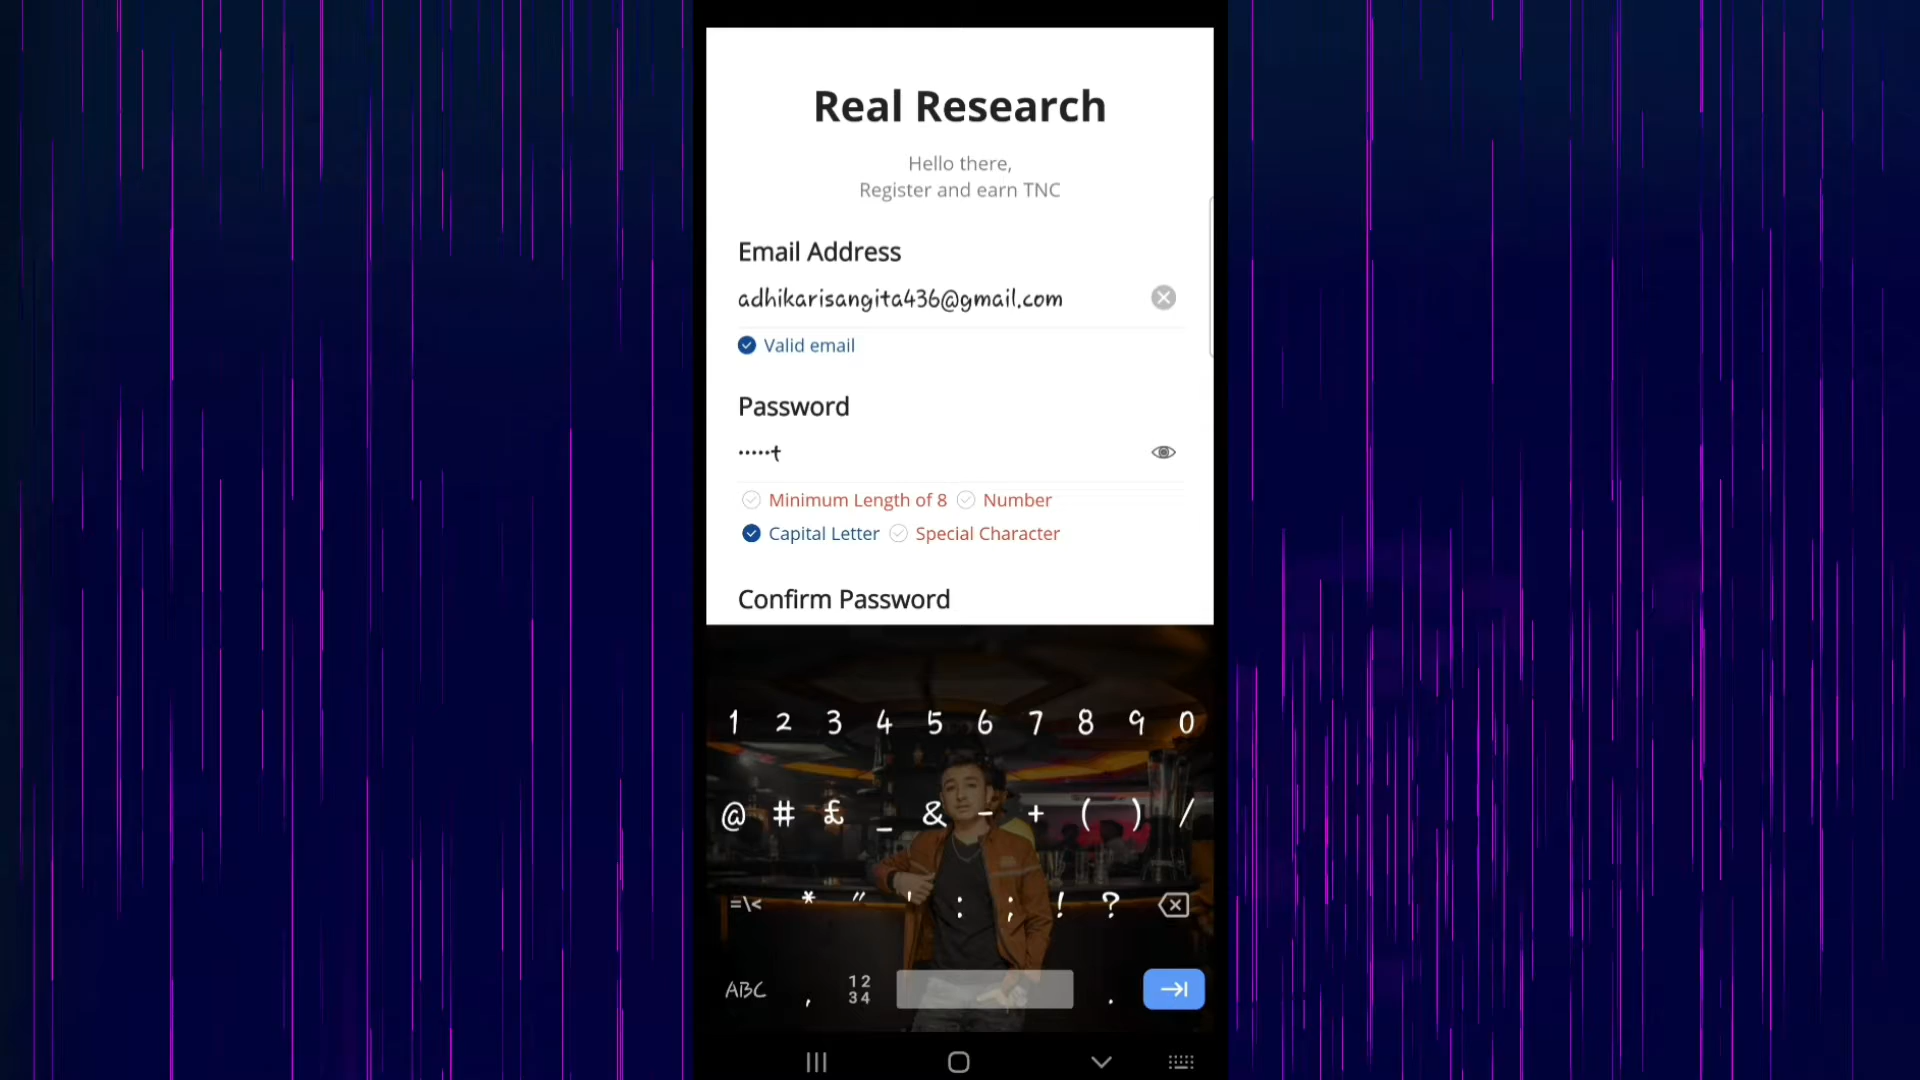 Real Research
Hello there,
Register and earn TNC
Email Address
adhikarisangita436@gmail.com
Valid email
Password
•••••t
Minimum Length of 8 Number
Capital Letter Special Character
Confirm Password
1 2 3 4 5 6 7 8 9 0
@ # £ _ & - + ( ) /
=\< * " ' : ; ! ?
ABC , 12 34 .